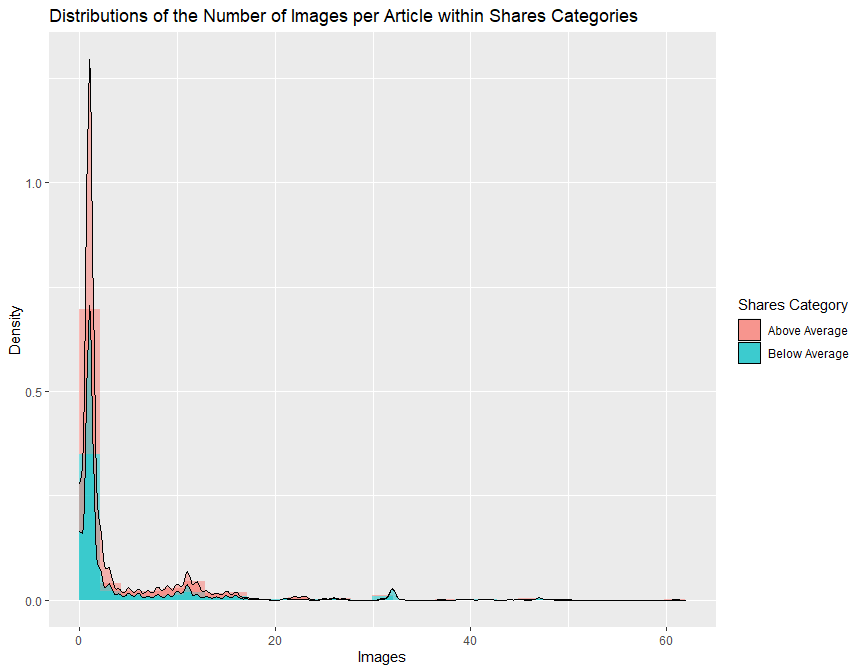 Distributions of the Number of Images per Article within Shares Categories
1.0
0.5
0.0
Density
0
20
40
60
Images
Shares Category
Above Average
Below Average